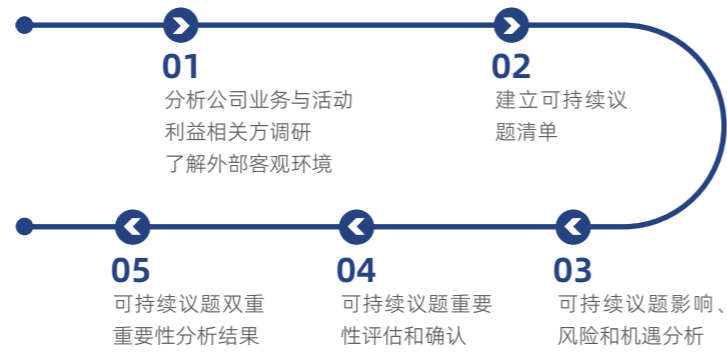 01
分析公司业务与活动
利益相关方调研
了解外部客观环境
02
建立可持续议
题清单
03
可持续议题影响、
风险和机遇分析
04
可持续议题重要
性评估和确认
05
可持续议题双重
重要性分析结果